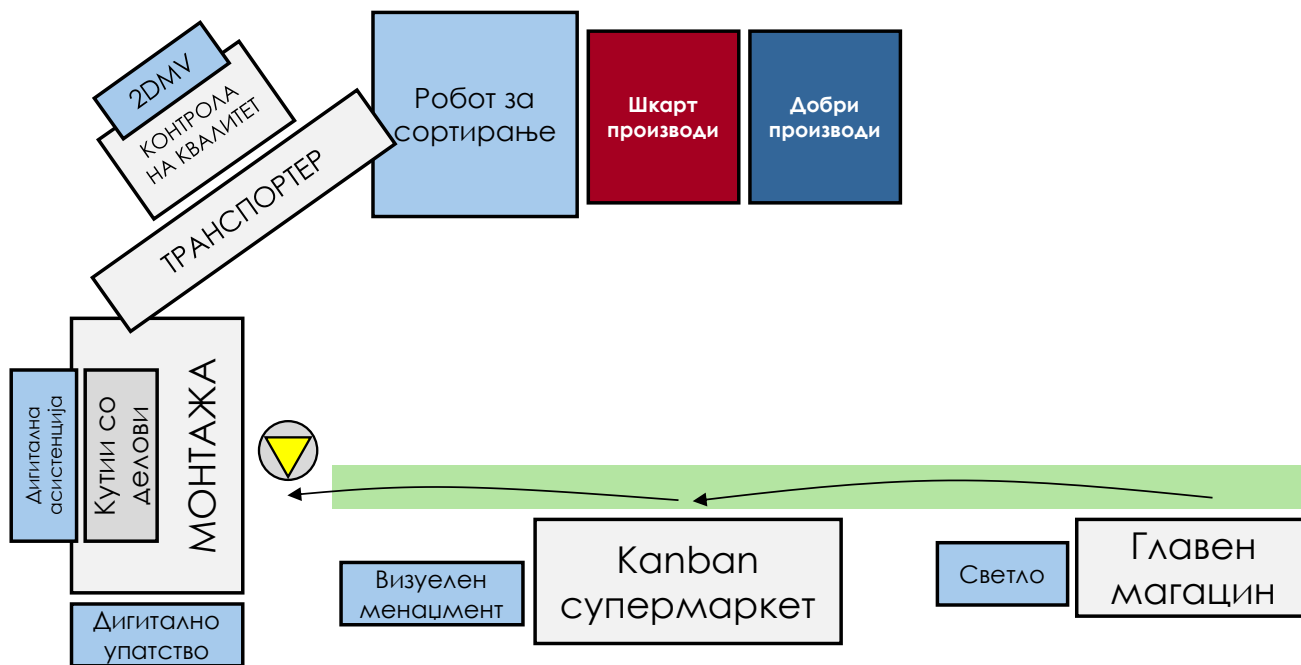 2DMV
КОНТРОЛА
НА КВАЛИТЕТ
ТРАНСПОРТЕР
Робот за
сортирање
Шкарт
производи
Добри
производи
Дигитална
асистенција
Кутии со
делови
МОНТАЖА
Дигитално
упатство
Визуелен
менаџмент
Kanban
супермаркет
Светло
Главен
магацин